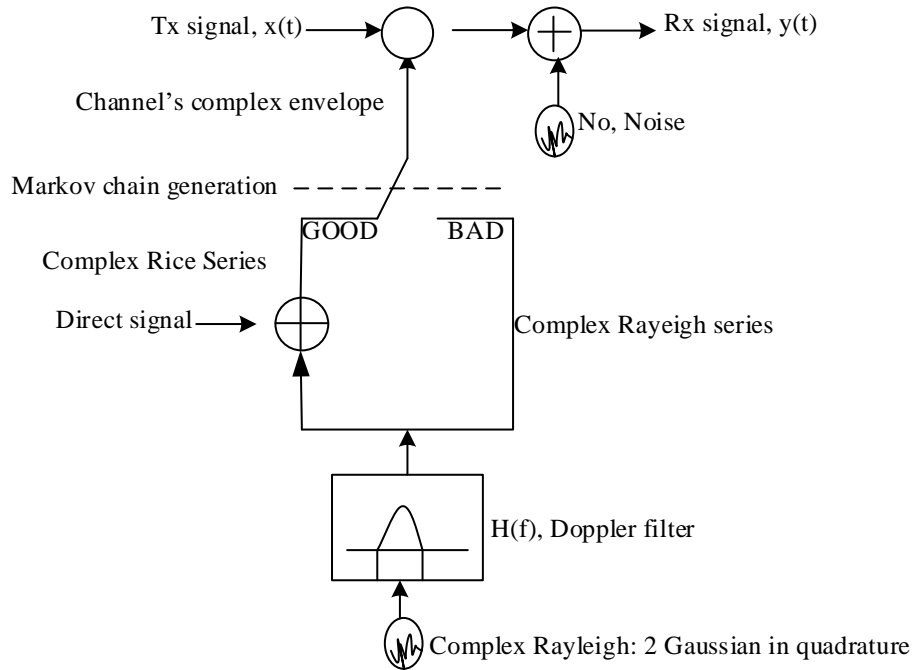 Tx signal, x(t)
Rx signal, y(t)
Channel's complex envelope
No, Noise
Markov chain generation
GOOD
BAD
Complex Rice Series
Direct signal
Complex Rayeigh series
H(f), Doppler filter
Complex Rayleigh: 2 Gaussian in quadrature